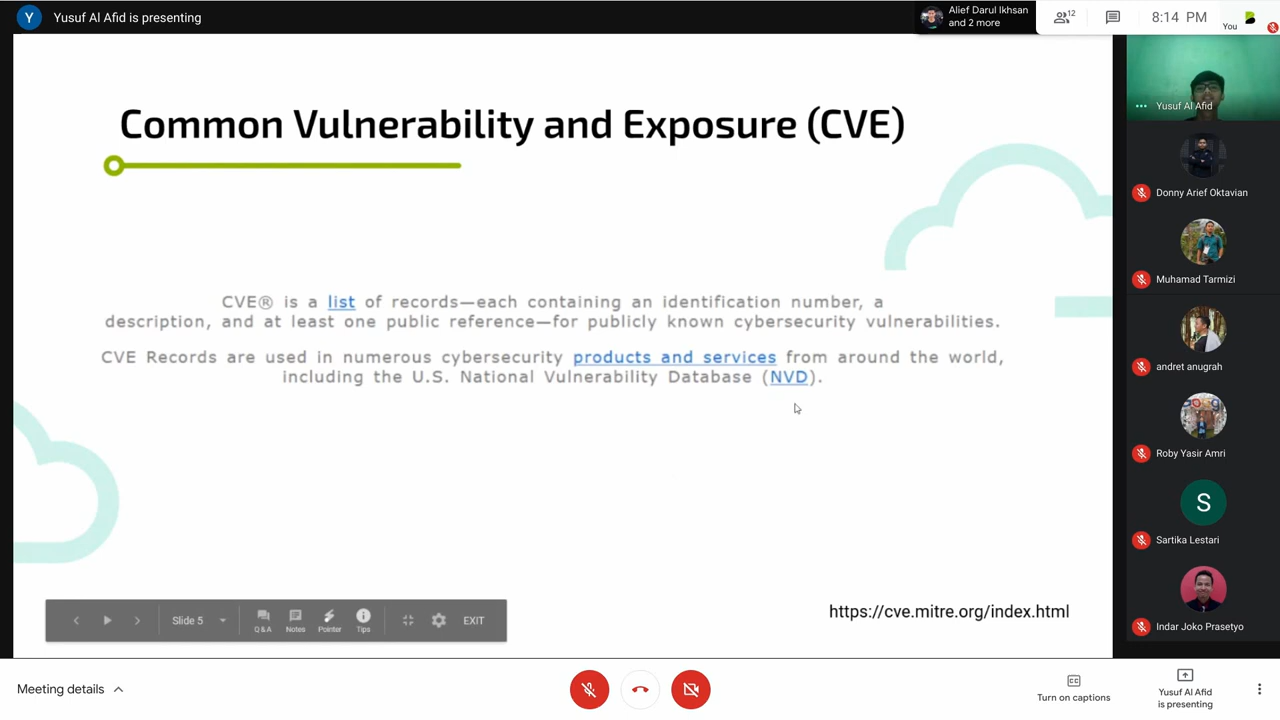 Y
Yusuf Al Afid is presenting
Alief Darul Ikhsan
and 2 more
12
8:14 PM
You
Common Vulnerability and Exposure (CVE)
CVE® is a list of records—each containing an identification number, a
description, and at least one public reference—for publicly known cybersecurity vulnerabilities.
CVE Records are used in numerous cybersecurity products and services from around the world,
including the U.S. National Vulnerability Database (NVD).
https://cve.mitre.org/index.html
Slide 5
Q&A
Notes
Pointer
Tips
EXIT
Yusuf Al Afid
Donny Arief Oktavian
Muhamad Tarmizi
andret anugrah
Roby Yasir Amri
S
Sartika Lestari
Indar Joko Prasetyo
Meeting details
CC
Turn on captions
Yusuf Al Afid
is presenting